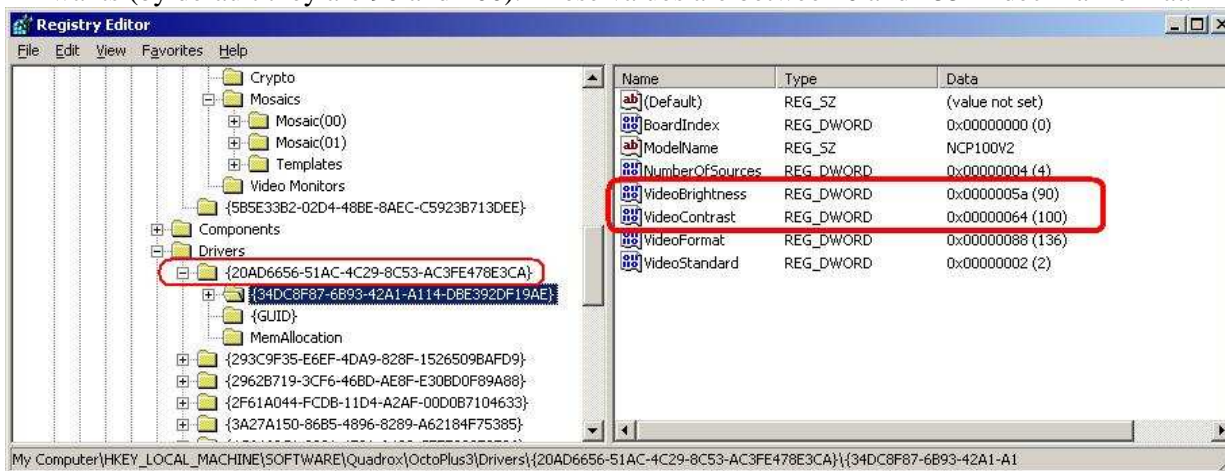 Registry Editor
File Edit View Favorites Help
Crypto
Mosaics
Mosaic(00)
Mosaic(01)
Templates
Video Monitors
{5B5E33B2-02D4-48BE-8AEC-C5923B713DEE}
Components
Drivers
{20AD6656-51AC-4C29-8C53-AC3FE478E3CA}
{34DC8F87-6B93-42A1-A114-DBE392DF19AE}
{GUID}
MemAllocation
{293C9F35-E6EF-4DA9-828F-1526509BAFD9}
{2962B719-3CF6-46BD-AE8F-E30BD0F89A88}
{2F61A044-FCDB-11D4-A2AF-00D0B7104633}
{3A27A150-86B5-4896-8289-A62184F75385}
Name Type Data
(Default) REG_SZ (value not set)
BoardIndex REG_DWORD 0x00000000 (0)
ModelName REG_SZ NCP100V2
NumberOfSources REG_DWORD 0x00000004 (4)
VideoBrightness REG_DWORD 0x0000005a (90)
VideoContrast REG_DWORD 0x00000064 (100)
VideoFormat REG_DWORD 0x00000088 (136)
VideoStandard REG_DWORD 0x00000002 (2)
My Computer\HKEY_LOCAL_MACHINE\SOFTWARE\Quadrox\OctoPlus3\Drivers\{20AD6656-51AC-4C29-8C53-AC3FE478E3CA}\{34DC8F87-6B93-42A1-A1